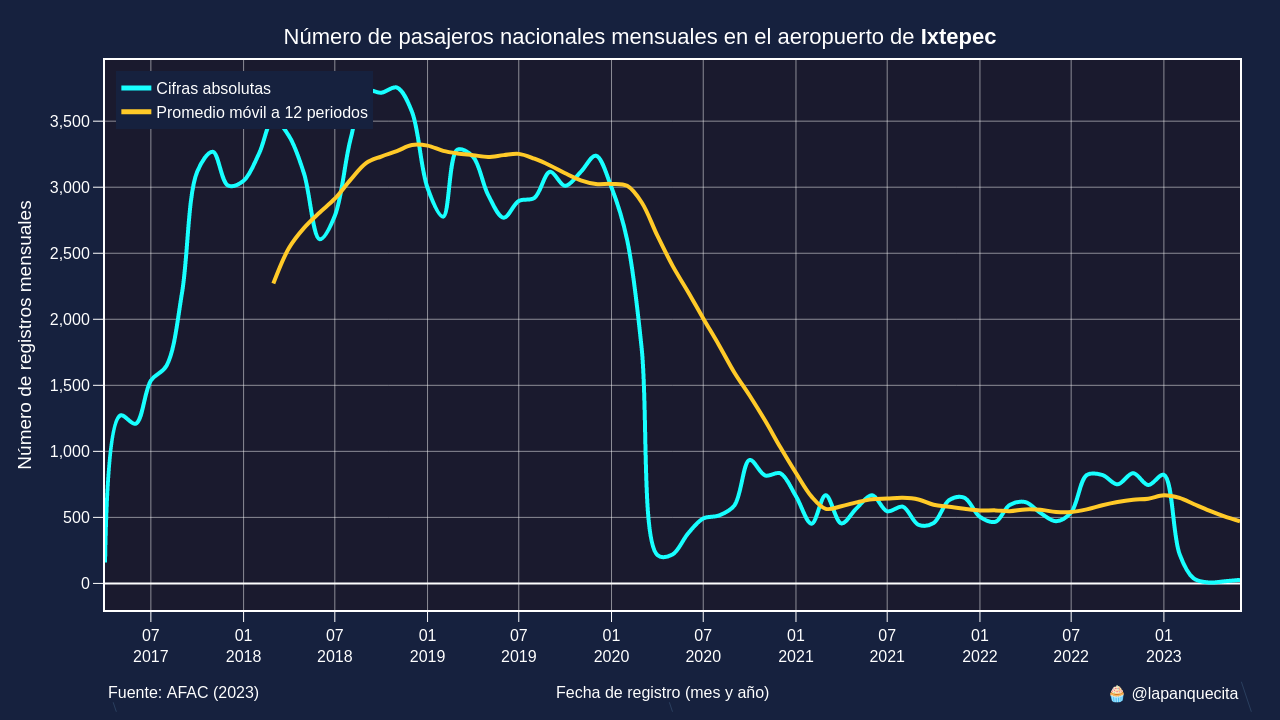 Número de pasajeros nacionales mensuales en el aeropuerto de Ixtepec
Cifras absolutas
Promedio móvil a 12 periodos
Número de registros mensuales
3,500
3,000
2,500
2,000
1,500
1,000
500
0
07 01 07 01 07 01 07 01 07 01 07 01
2017 2018 2018 2019 2019 2020 2020 2021 2021 2022 2022 2023
Fuente: AFAC (2023)
Fecha de registro (mes y año)
🧁 @lapanquecita